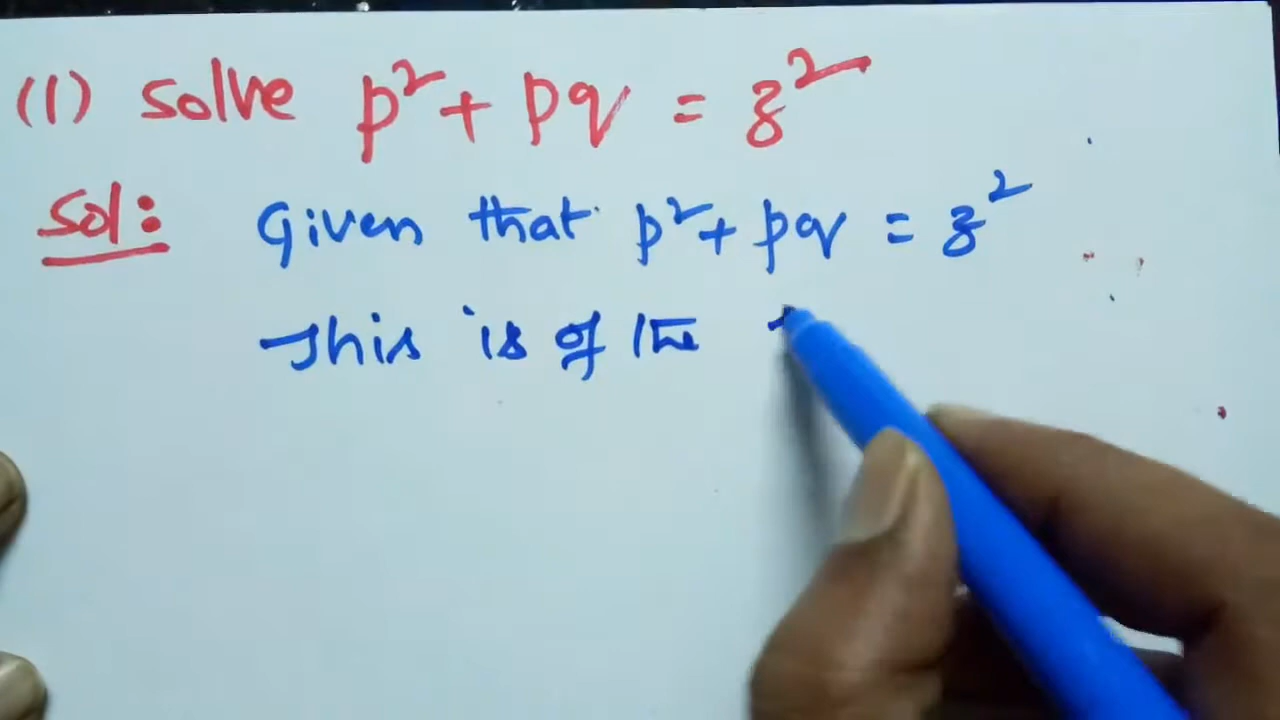 (1) Solve p² + pq = z²
Sol: Given that p² + pq = z²
This is of the